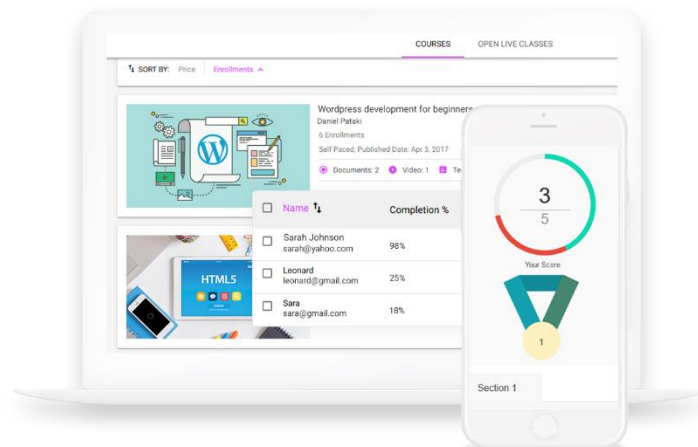 COURSES OPEN LIVE CLASSES
SORT BY: Price Enrollments
Wordpress development for beginners
Daniel Pataki
6 Enrollments
Self Paced, Published Date: Apr 3, 2017
Documents: 2 Video: 1
Name Completion %
Sarah Johnson
sarah@yahoo.com
98%
Leonard
leonard@gmail.com
25%
Sara
sara@gmail.com
18%
HTML5
3
5
Your Score
1
Section 1